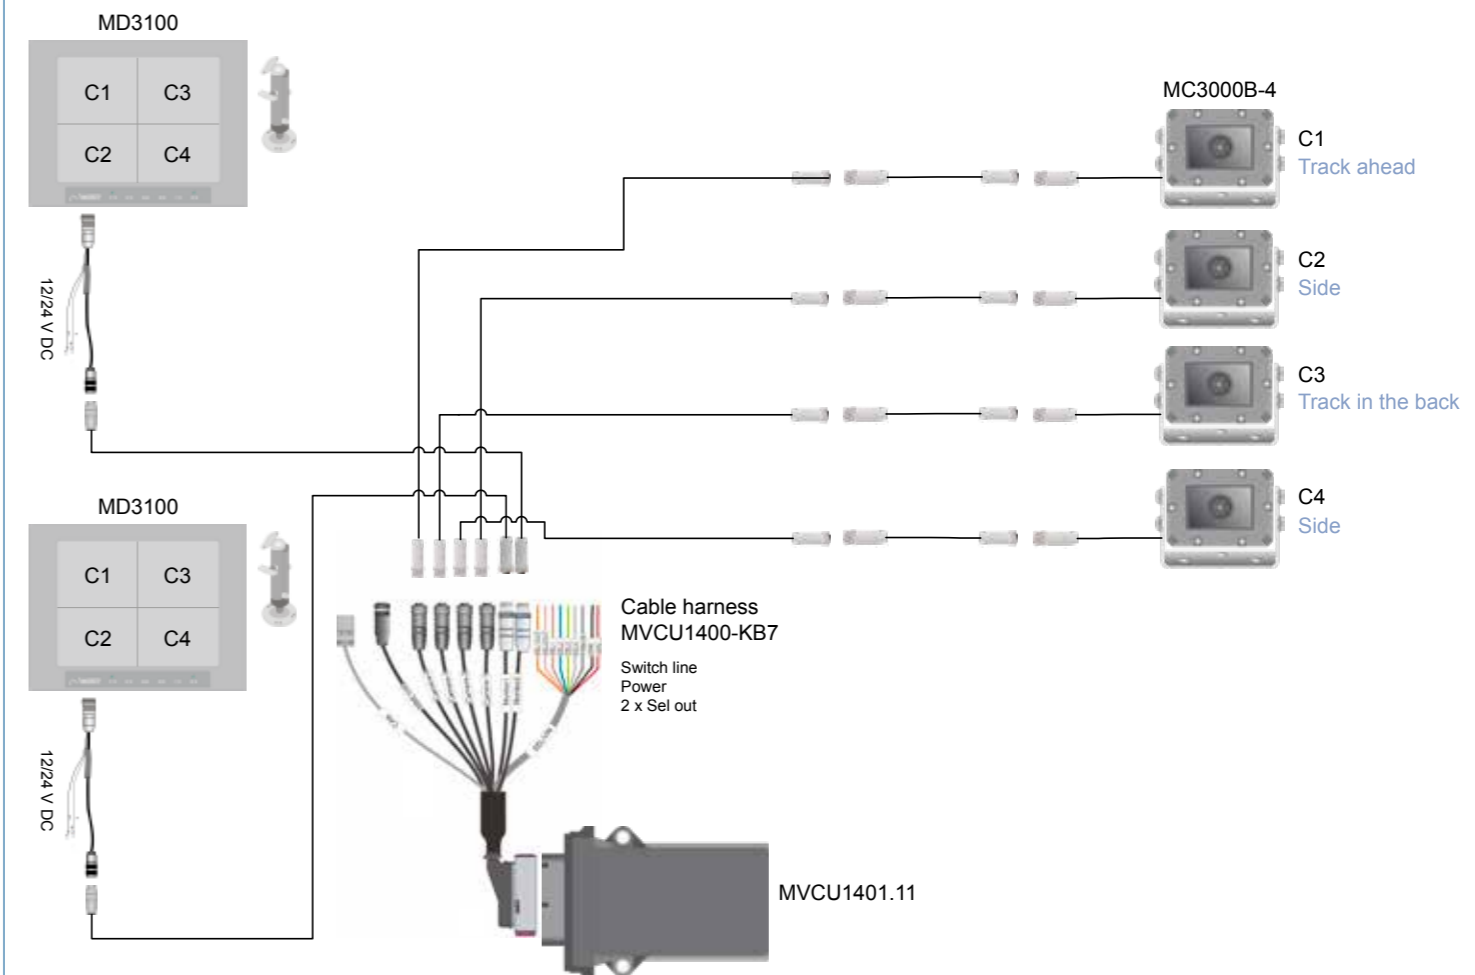 MD3100
C1
C3
C2
C4
12/24 V DC
MD3100
C1
C3
C2
C4
12/24 V DC
MC3000B-4
C1
Track ahead
C2
Side
C3
Track in the back
C4
Side
Cable harness
MVCU1400-KB7
Switch line
Power
2 x Sel out
CAN
MVCU1401.11